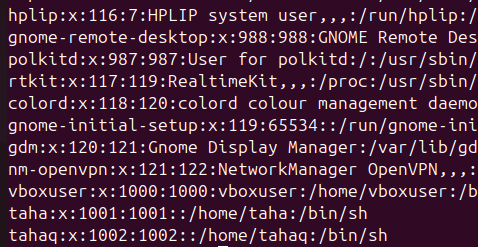 hplip:x:116:7:HPLIP system user,,,:/run/hplip:/
gnome-remote-desktop:x:988:988:GNOME Remote Des
polkitd:x:987:987:User for polkitd:/:/usr/sbin/
rtkit:x:117:119:RealtimeKit,,,:/proc:/usr/sbin/
colord:x:118:120:colord colour management daemo
gnome-initial-setup:x:119:65534::/run/gnome-ini
gdm:x:120:121:Gnome Display Manager:/var/lib/gd
nm-openvpn:x:121:122:NetworkManager OpenVPN,,,:
vboxuser:x:1000:1000:vboxuser:/home/vboxuser:/b
taha:x:1001:1001::/home/taha:/bin/sh
tahaq:x:1002:1002::/home/tahaq:/bin/sh